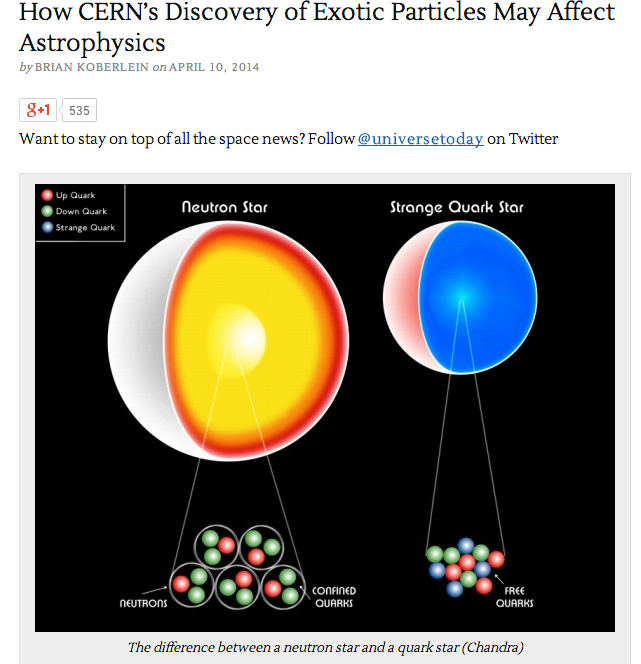 How CERN’s Discovery of Exotic Particles May Affect
Astrophysics
by BRIAN KOBERLEIN on APRIL 10, 2014
g+1 535
Want to stay on top of all the space news? Follow @universetoday on Twitter
Up Quark
Down Quark
Strange Quark
Neutron Star
Strange Quark Star
NEUTRONS
CONFINED
QUARKS
FREE
QUARKS
The difference between a neutron star and a quark star (Chandra)